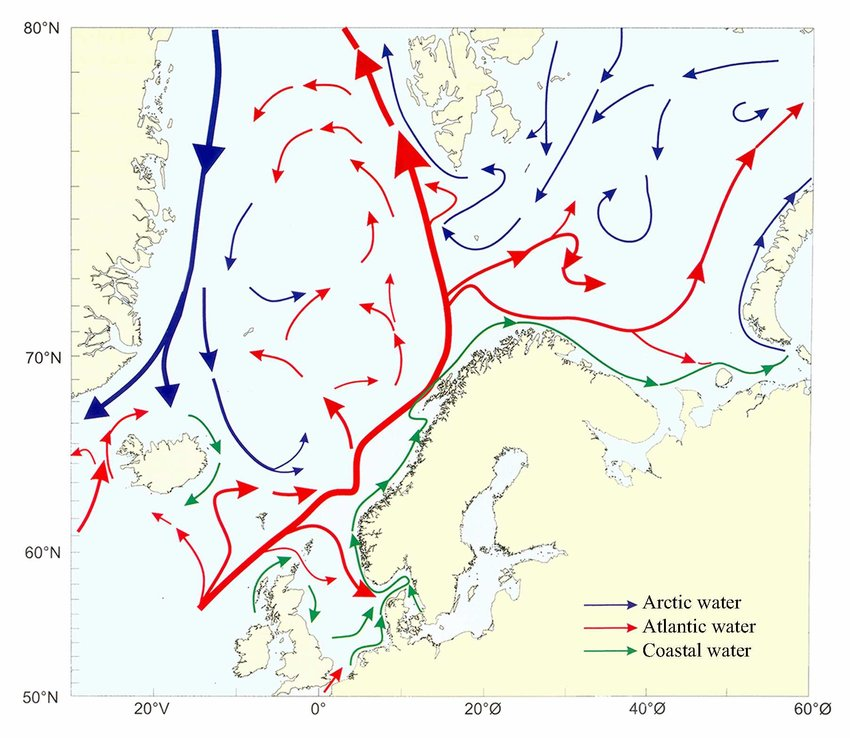 80°N
70°N
60°N
50°N
20°V
0°
20°Ø
40°Ø
60°Ø
Arctic water
Atlantic water
Coastal water